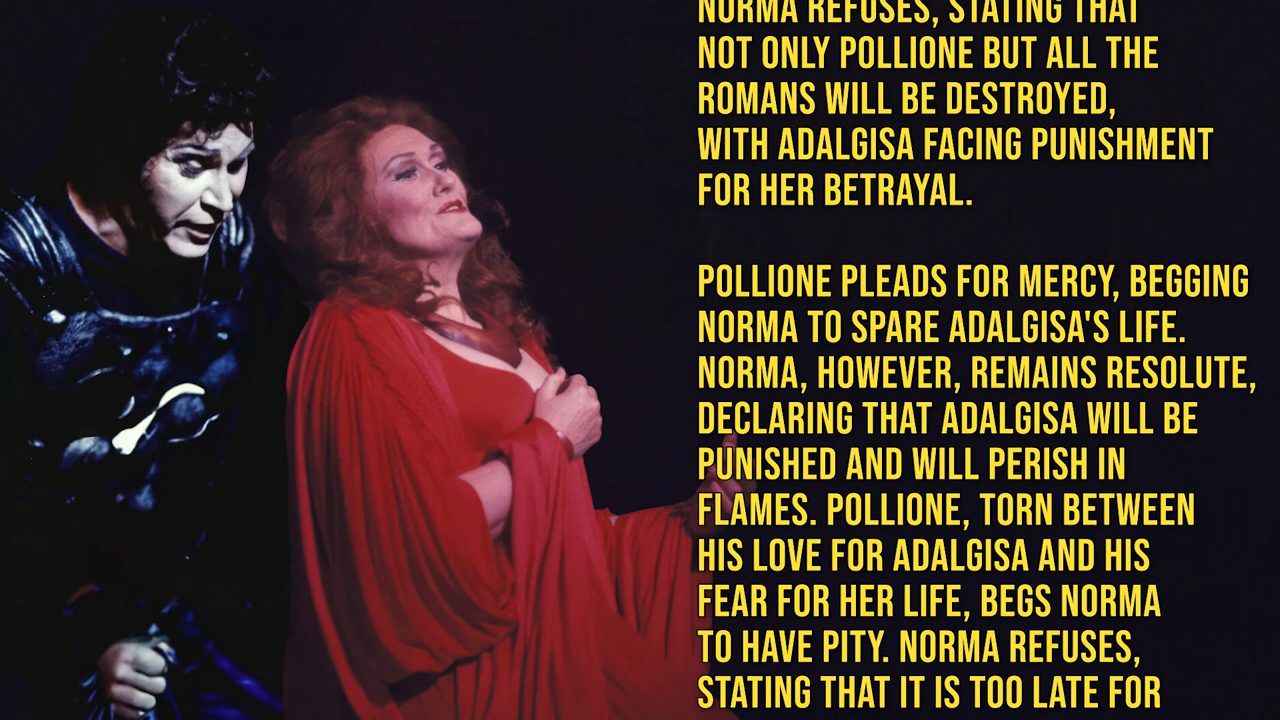 NORMA REFUSES, STATING THAT
NOT ONLY POLLIONE BUT ALL THE
ROMANS WILL BE DESTROYED,
WITH ADALGISA FACING PUNISHMENT
FOR HER BETRAYAL.
POLLIONE PLEADS FOR MERCY, BEGGING
NORMA TO SPARE ADALGISA'S LIFE.
NORMA, HOWEVER, REMAINS RESOLUTE,
DECLARING THAT ADALGISA WILL BE
PUNISHED AND WILL PERISH IN
FLAMES. POLLIONE, TORN BETWEEN
HIS LOVE FOR ADALGISA AND HIS
FEAR FOR HER LIFE, BEGS NORMA
TO HAVE PITY. NORMA REFUSES,
STATING THAT IT IS TOO LATE FOR